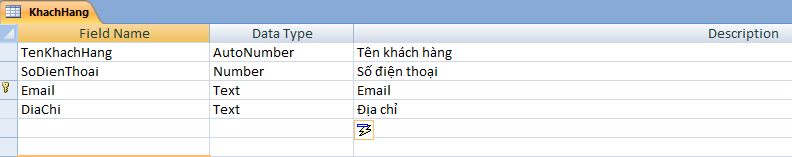 KhachHang
Field Name Data Type Description
TenKhachHang AutoNumber Tên khách hàng
SoDienThoai Number Số điện thoại
Email Text Email
DiaChi Text Địa chỉ